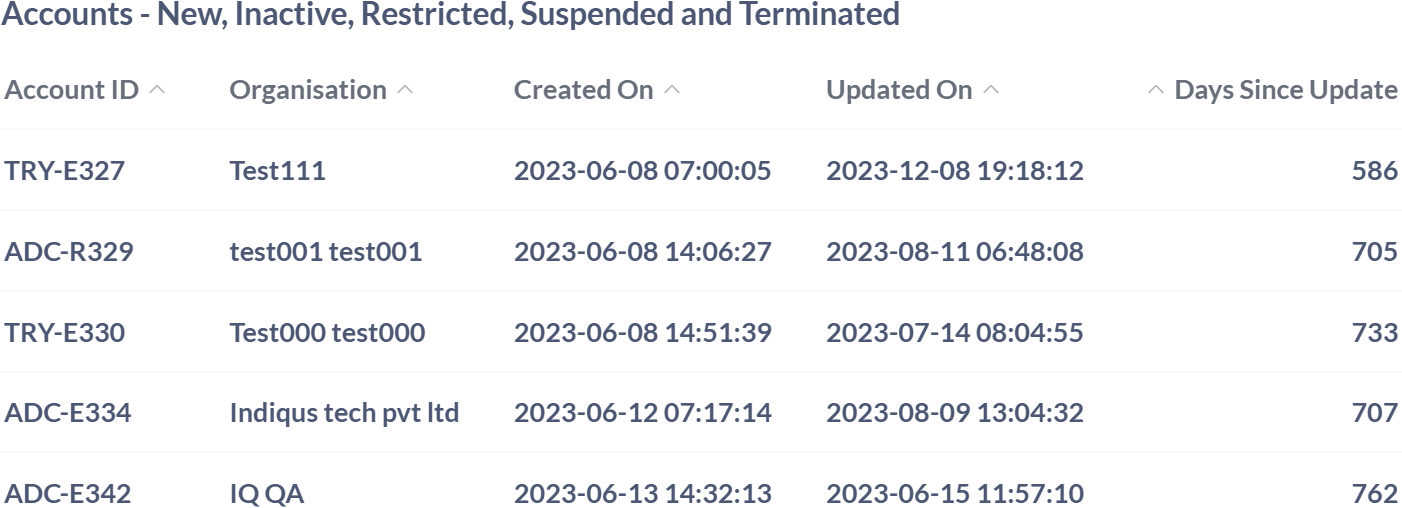 Accounts - New, Inactive, Restricted, Suspended and Terminated
Account ID Organisation Created On Updated On Days Since Update
TRY-E327 Test111 2023-06-08 07:00:05 2023-12-08 19:18:12 586
ADC-R329 test001 test001 2023-06-08 14:06:27 2023-08-11 06:48:08 705
TRY-E330 Test000 test000 2023-06-08 14:51:39 2023-07-14 08:04:55 733
ADC-E334 Indiqus tech pvt ltd 2023-06-12 07:17:14 2023-08-09 13:04:32 707
ADC-E342 IQ QA 2023-06-13 14:32:13 2023-06-15 11:57:10 762